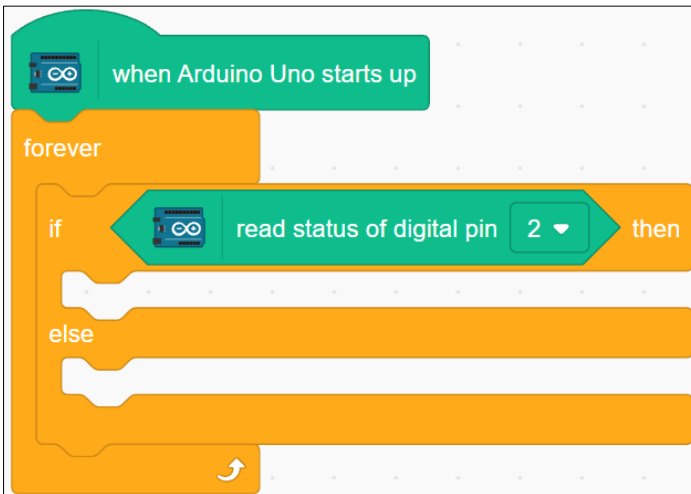 when Arduino Uno starts up
forever
if read status of digital pin 2 then
else